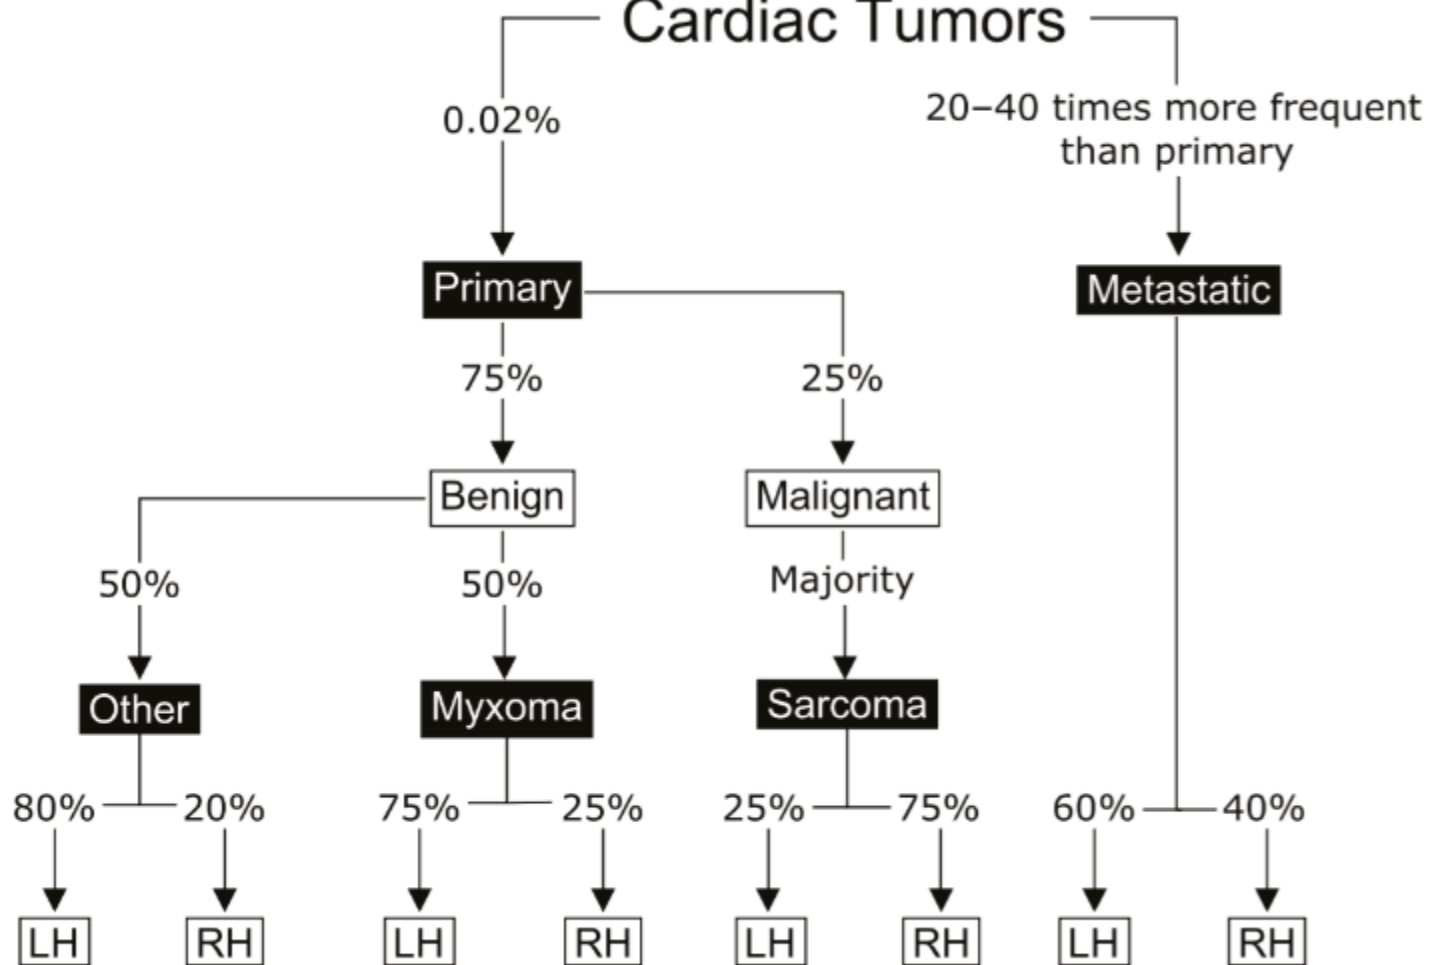 Cardiac Tumors
0.02%
20–40 times more frequent
than primary
Primary
Metastatic
75%
25%
Benign
Malignant
50%
50%
Majority
Other
Myxoma
Sarcoma
80%
20%
75%
25%
25%
75%
60%
40%
LH
RH
LH
RH
LH
RH
LH
RH